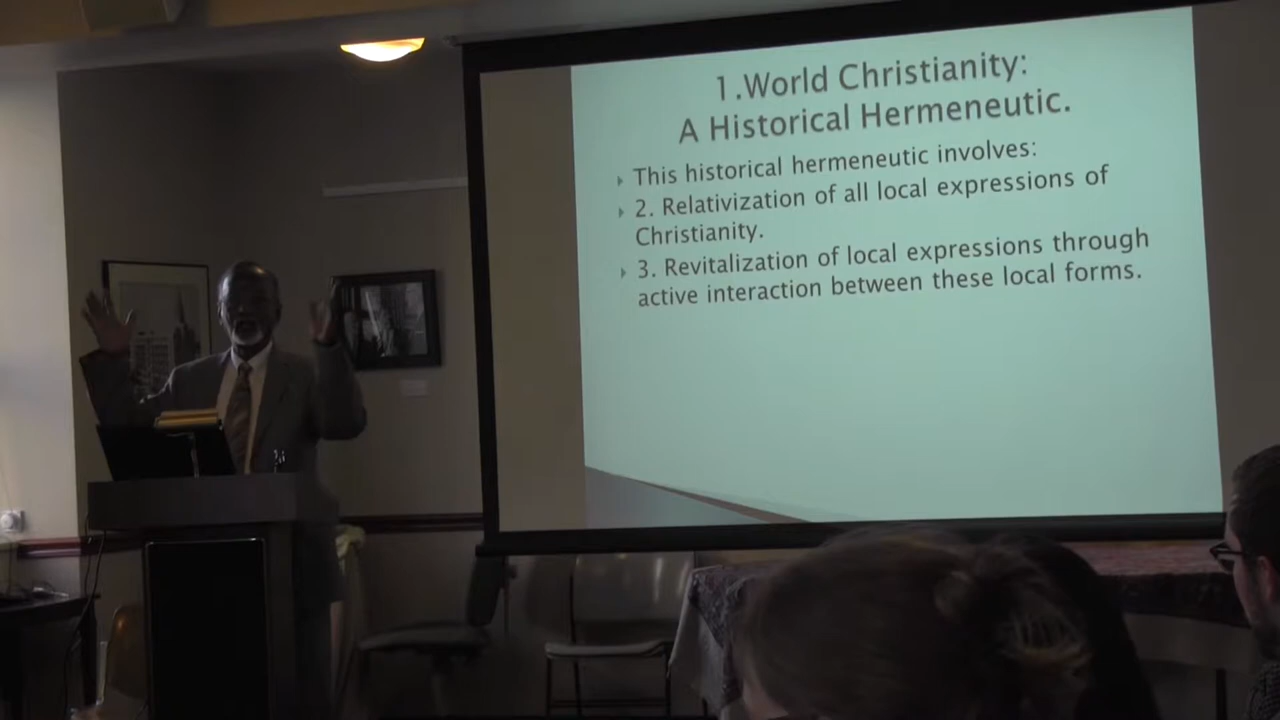 1.World Christianity:
A Historical Hermeneutic.
This historical hermeneutic involves:
2. Relativization of all local expressions of
Christianity.
3. Revitalization of local expressions through
active interaction between these local forms.